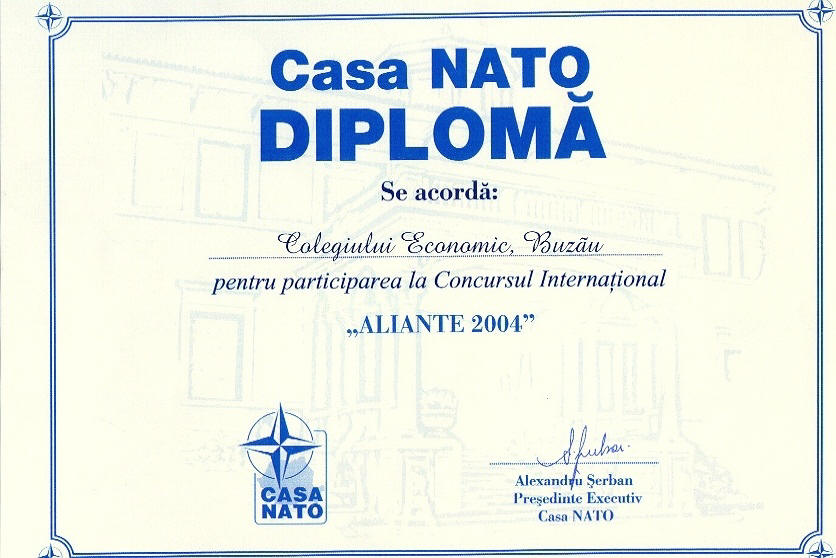 Casa NATO
DIPLOMĂ
Se acordă:
Colegiului Economic, Buzău
pentru participarea la Concursul Internațional
„ALIANTE 2004”
CASA
NATO
Alexandru Șerban
Președinte Executiv
Casa NATO